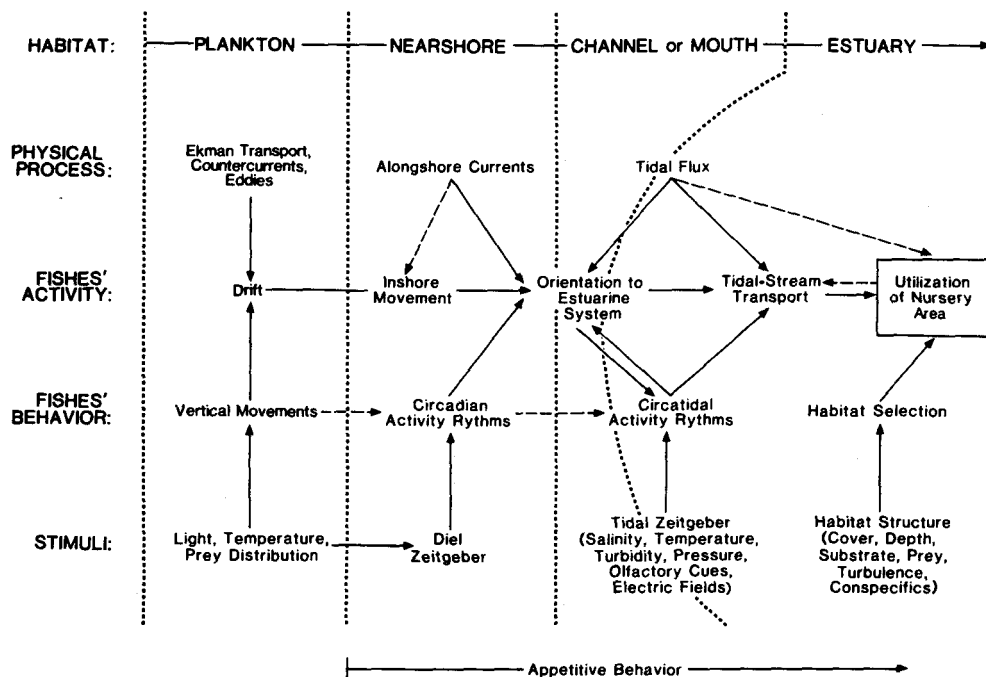 HABITAT: PLANKTON NEARSHORE CHANNEL or MOUTH ESTUARY
PHYSICAL
PROCESS:
Ekman Transport,
Countercurrents,
Eddies
Alongshore Currents
Tidal Flux
FISHES'
ACTIVITY:
Drift
Inshore
Movement
Orientation to
Estuarine
System
Tidal-Stream
Transport
Utilization
of Nursery
Area
FISHES'
BEHAVIOR:
Vertical Movements
Circadian
Activity Rythms
Circatidal
Activity Rythms
Habitat Selection
STIMULI:
Light, Temperature,
Prey Distribution
Diel
Zeitgeber
Tidal Zeitgeber
(Salinity, Temperature,
Turbidity, Pressure,
Olfactory Cues,
Electric Fields)
Habitat Structure
(Cover, Depth,
Substrate, Prey,
Turbulence,
Conspecifics)
Appetitive Behavior